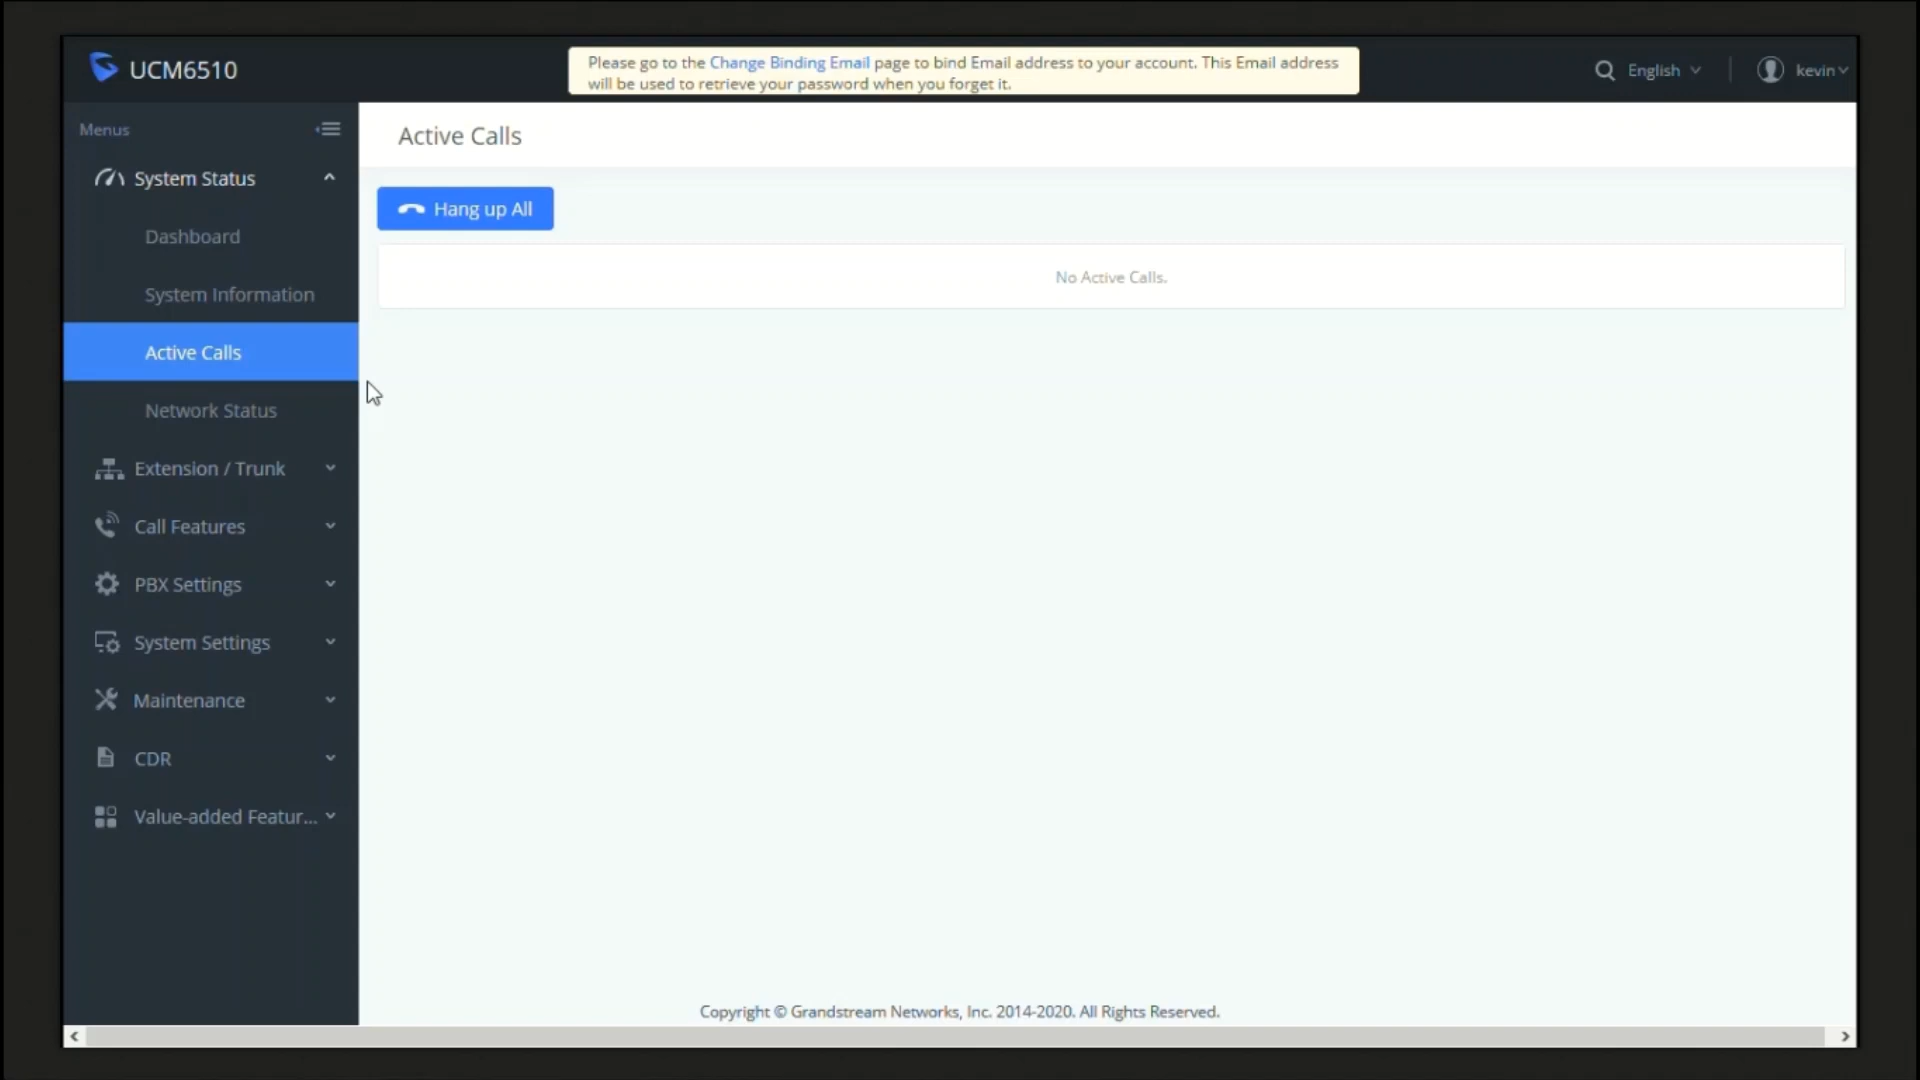 UCM6510
Please go to the Change Binding Email page to bind Email address to your account. This Email address
will be used to retrieve your password when you forget it.
English
kevin
Menus
Active Calls
System Status
Hang up All
Dashboard
No Active Calls.
System Information
Active Calls
Network Status
Extension / Trunk
Call Features
PBX Settings
System Settings
Maintenance
CDR
Value-added Featur...
Copyright © Grandstream Networks, Inc. 2014-2020. All Rights Reserved.